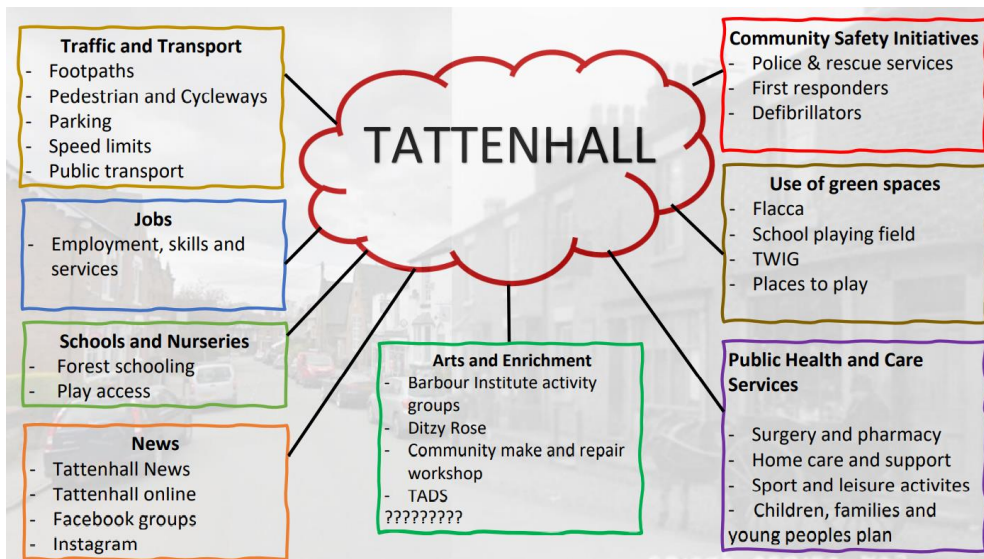 TATTENHALL
Traffic and Transport
- Footpaths
- Pedestrian and Cycleways
- Parking
- Speed limits
- Public transport
Jobs
- Employment, skills and
services
Schools and Nurseries
- Forest schooling
- Play access
News
- Tattenhall News
- Tattenhall online
- Facebook groups
- Instagram
Arts and Enrichment
- Barbour Institute activity
groups
- Ditzy Rose
- Community make and repair
workshop
- TADS
?????????
Community Safety Initiatives
- Police & rescue services
- First responders
- Defibrillators
Use of green spaces
- Flacca
- School playing field
- TWIG
- Places to play
Public Health and Care
Services
- Surgery and pharmacy
- Home care and support
- Sport and leisure activites
- Children, families and
young peoples plan